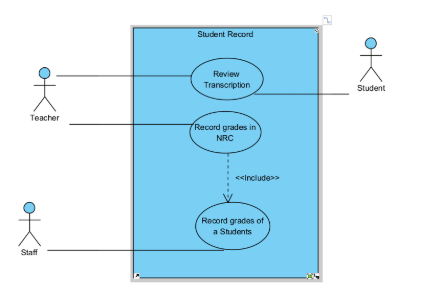 Student Record
Review
Transcription
Student
Teacher
Record grades in
NRC
<<Include>>
Record grades of
a Students
Staff